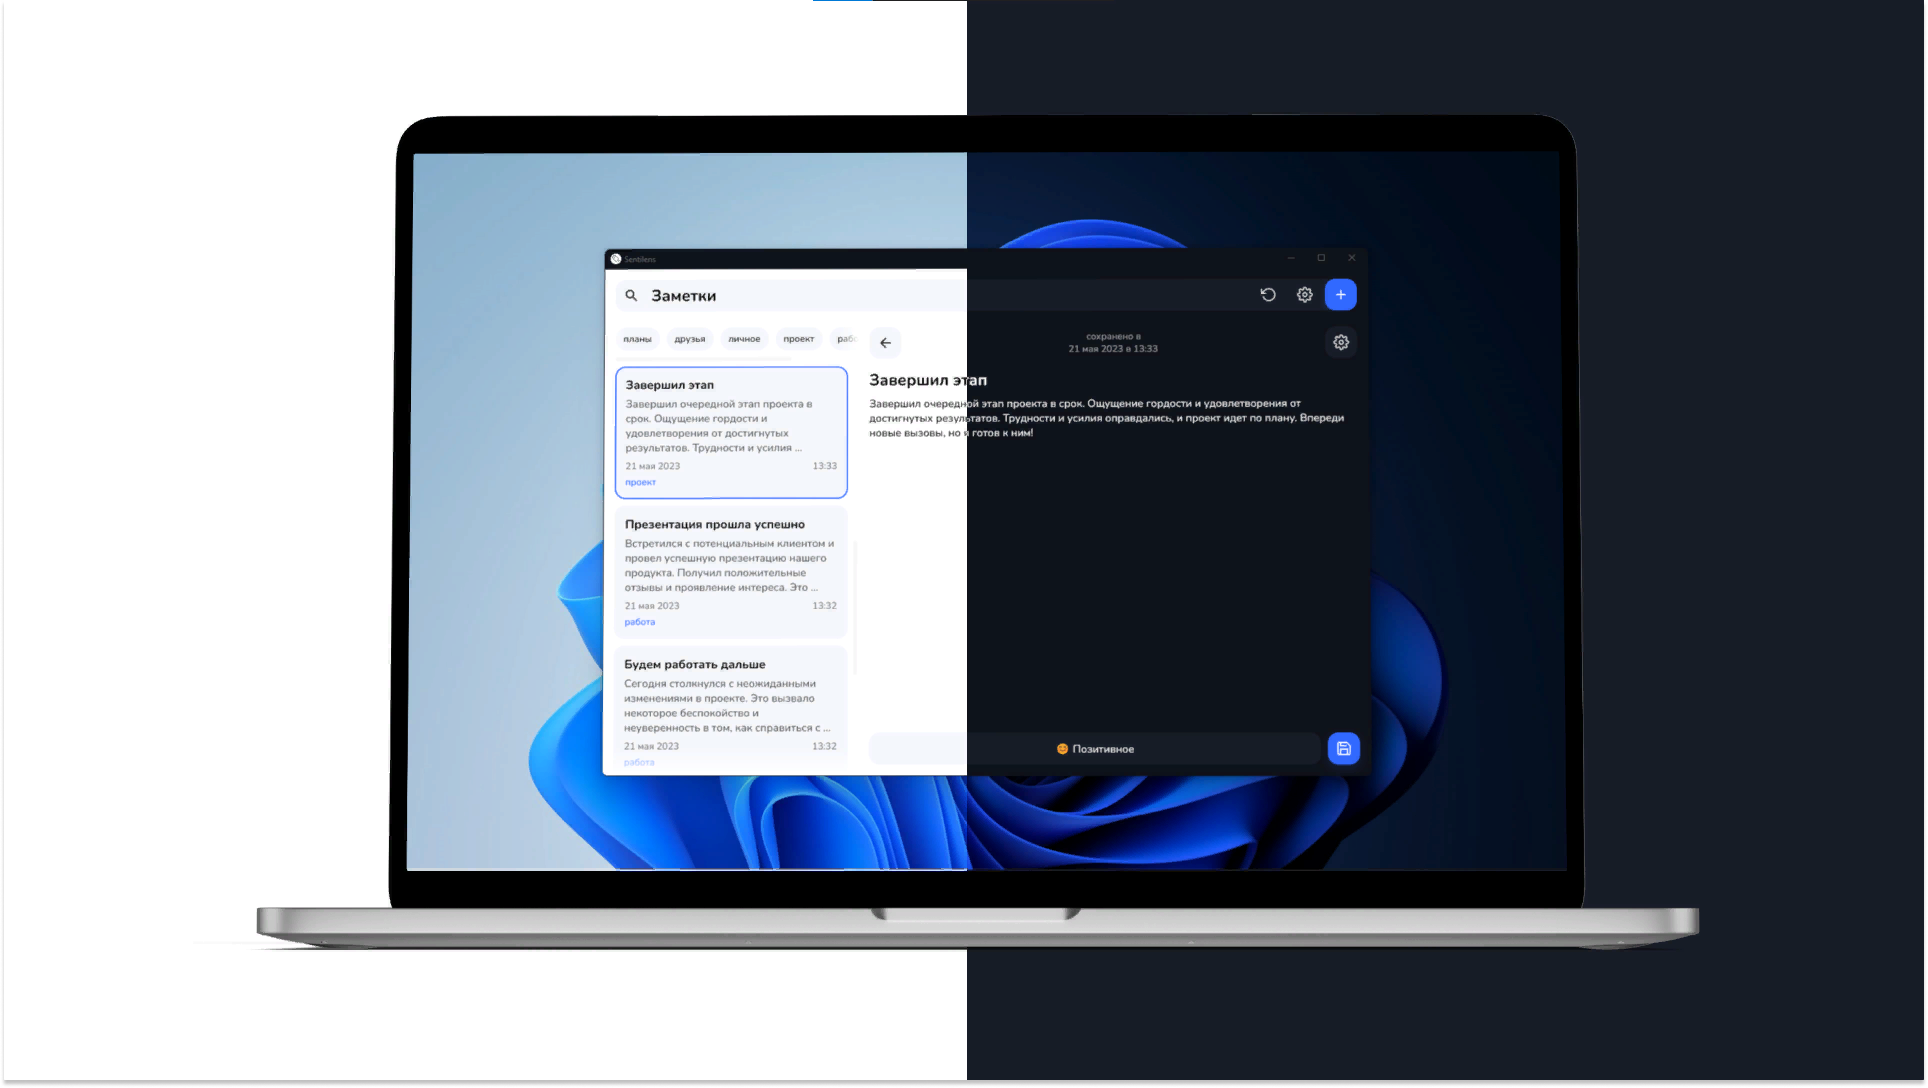 Sentilens
Заметки
планы друзья личное проект
Завершил этап
Завершил очередной этап проекта в
срок. Ощущение гордости и
удовлетворения от достигнутых
результатов. Трудности и усилия ...
21 мая 2023 13:33
проект
Презентация прошла успешно
Встретился с потенциальным клиентом и
провел успешную презентацию нашего
продукта. Получил положительные
отзывы и проявление интереса. Это ...
21 мая 2023 13:32
работа
Будем работать дальше
Сегодня столкнулся с неожиданными
изменениями в проекте. Это вызвало
некоторое беспокойство и
неуверенность в том, как справиться с ...
21 мая 2023 13:32
работа
сохранено в
21 мая 2023 в 13:33
Завершил этап
Завершил очередной этап проекта в срок. Ощущение гордости и удовлетворения от
достигнутых результатов. Трудности и усилия оправдались, и проект идет по плану. Впереди
новые вызовы, но я готов к ним!
😊 Позитивное